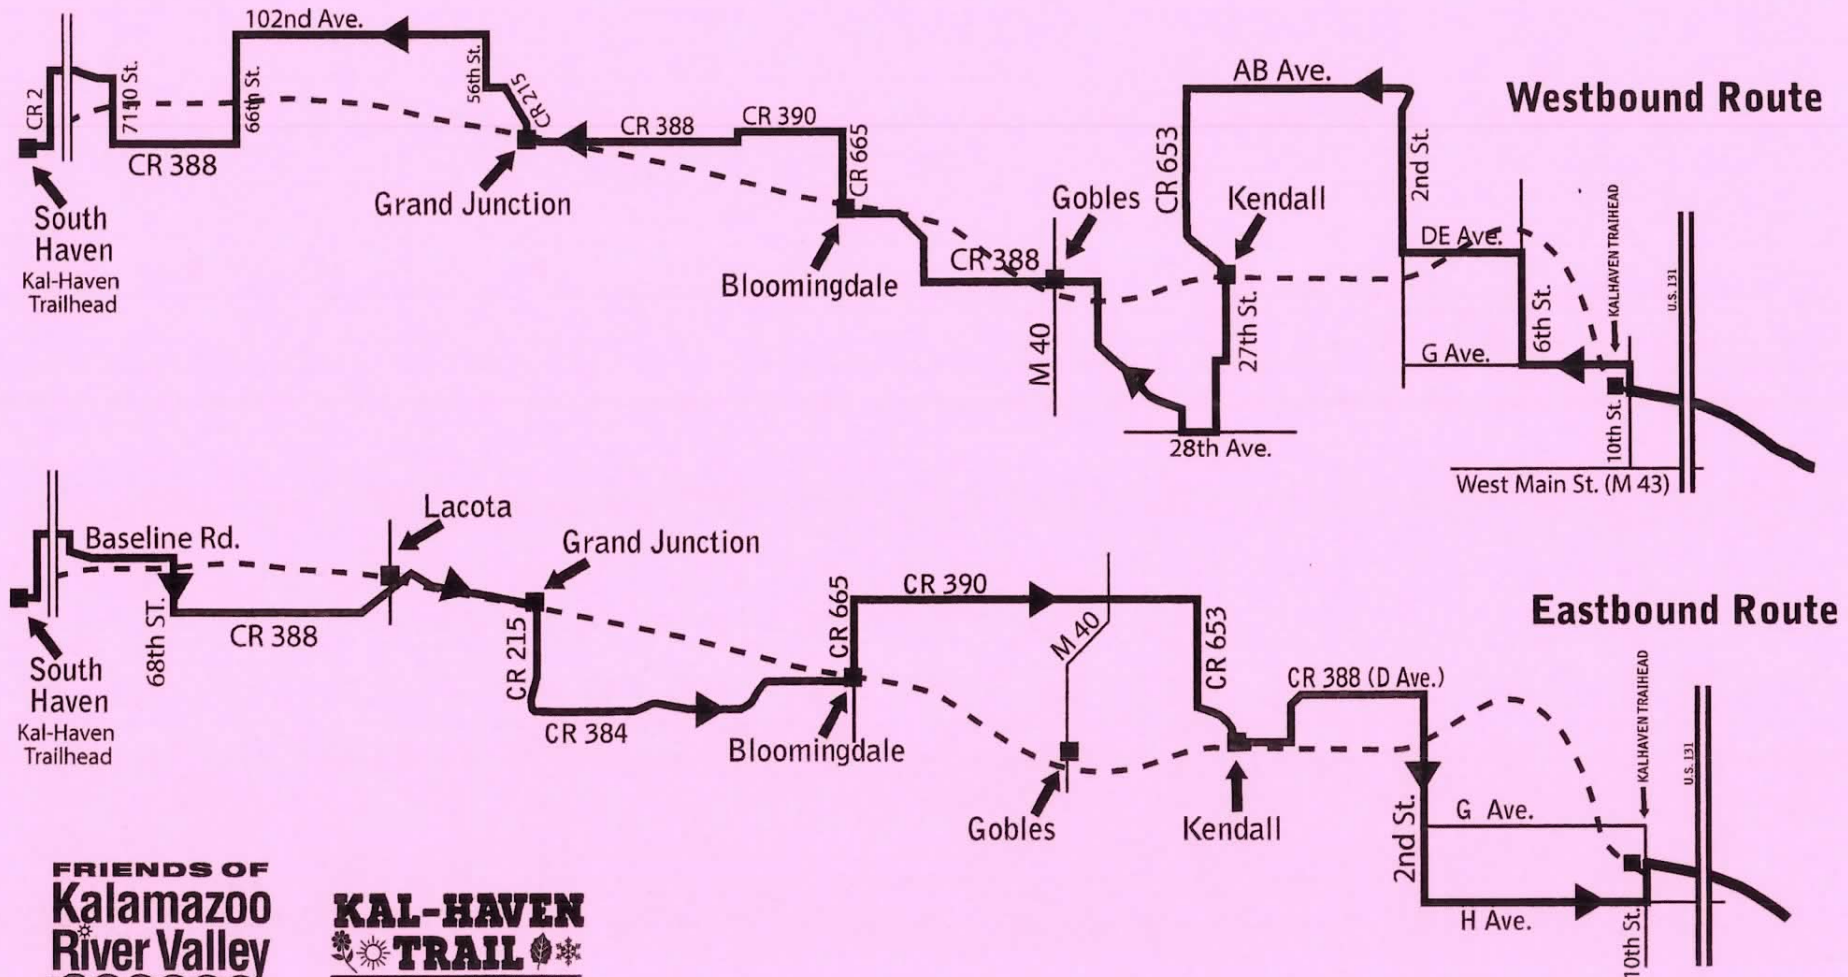 102nd Ave.
CR 2
7150 St.
66th St.
56th St.
CR 215
CR 388
CR 388
CR 390
CR 665
AB Ave.
Westbound Route
CR 653
2nd St.
South
Haven
Kal-Haven
Trailhead
Grand Junction
Bloomingdale
CR 388
Gobles
Kendall
M 40
27th St.
28th Ave.
DE Ave.
G Ave.
6th St.
KALHAVEN TRAIHEAD
U.S. 131
10th St.
West Main St. (M 43)
Baseline Rd.
Lacota
Grand Junction
68th ST.
CR 388
CR 215
CR 384
CR 665
CR 390
M 40
CR 653
CR 388 (D Ave.)
Eastbound Route
South
Haven
Kal-Haven
Trailhead
Bloomingdale
Gobles
Kendall
2nd St.
G Ave.
H Ave.
10th St.
KALHAVEN TRAIHEAD
U.S. 131
FRIENDS OF
Kalamazoo
River Valley
KAL-HAVEN
TRAIL